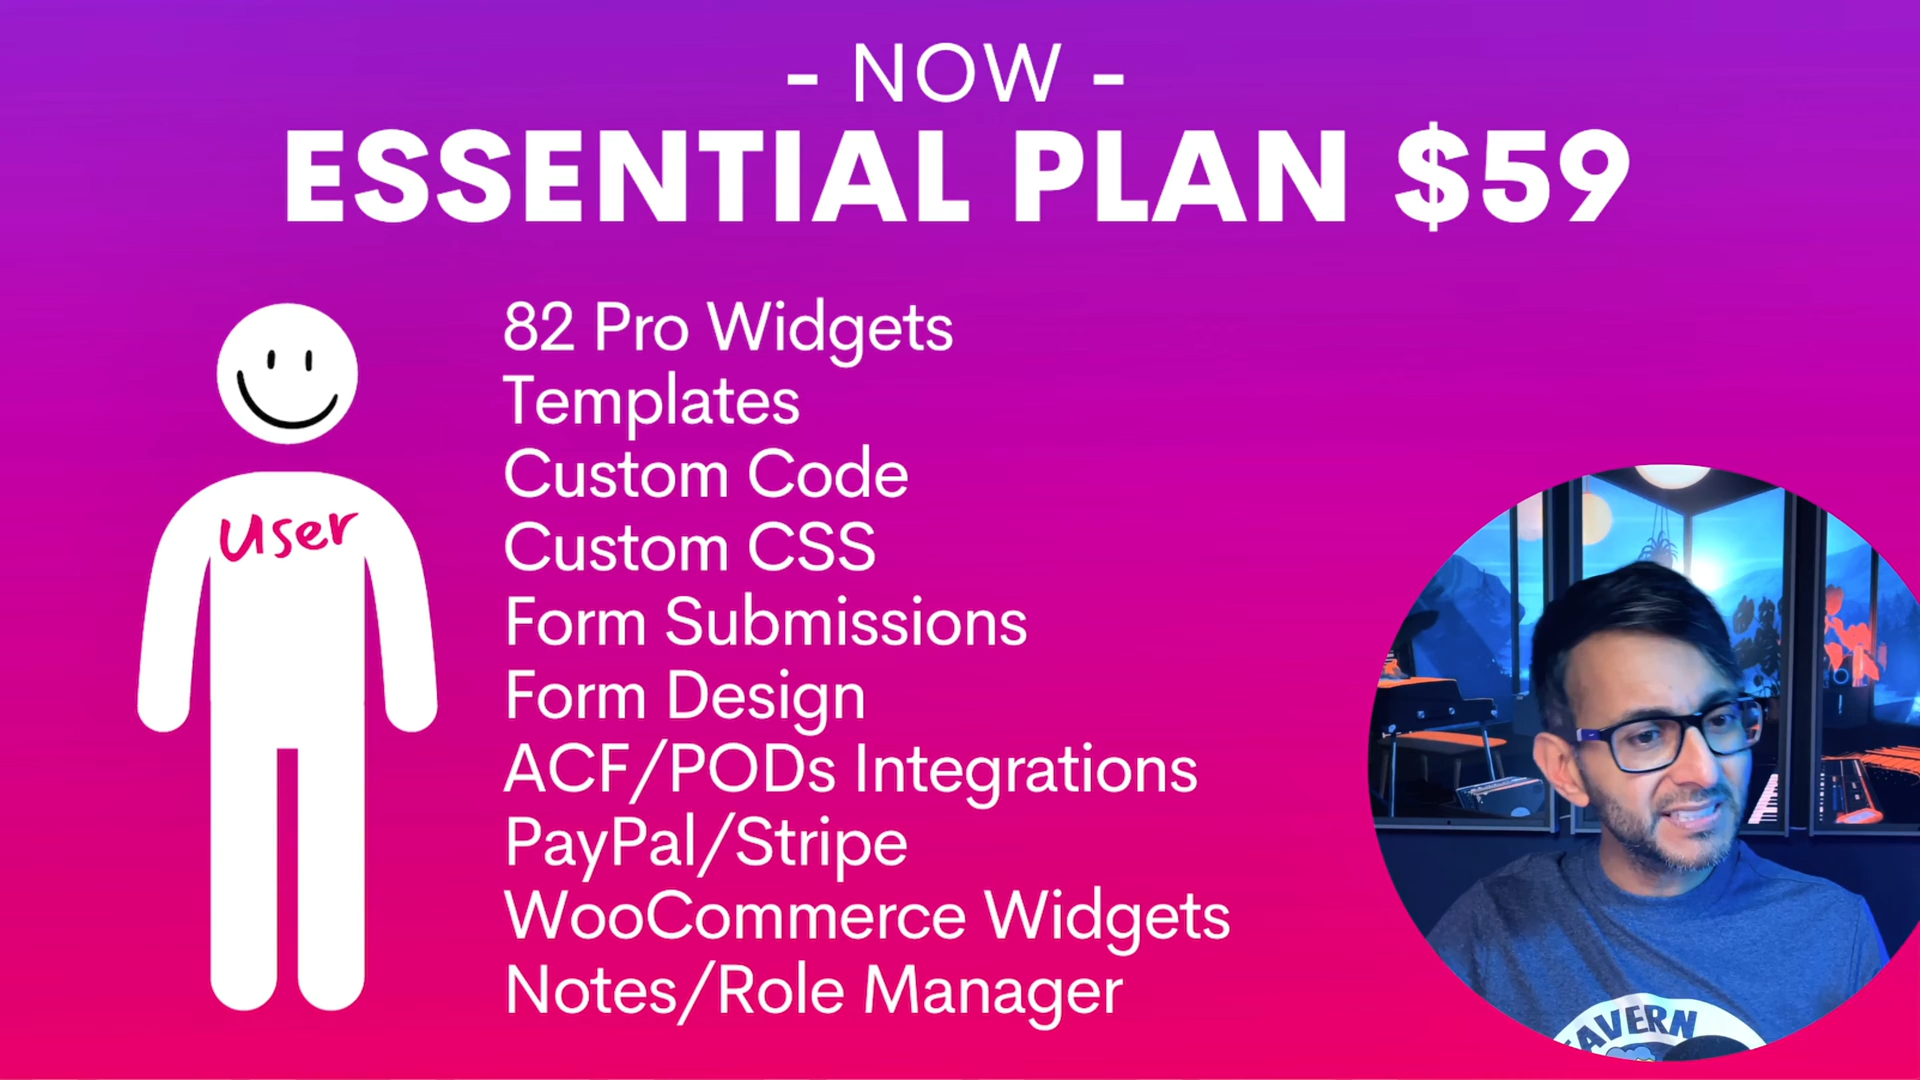 - NOW -
ESSENTIAL PLAN $59
User
82 Pro Widgets
Templates
Custom Code
Custom CSS
Form Submissions
Form Design
ACF/PODs Integrations
PayPal/Stripe
WooCommerce Widgets
Notes/Role Manager
AVERN